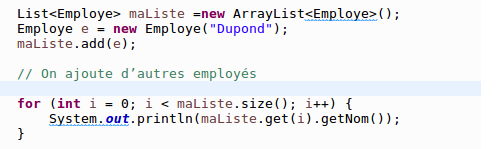 List<Employe> maListe =new ArrayList<Employe>();
Employe e = new Employe("Dupond");
maListe.add(e);
// On ajoute d’autres employés
for (int i = 0; i < maListe.size(); i++) {
System.out.println(maListe.get(i).getNom());
}